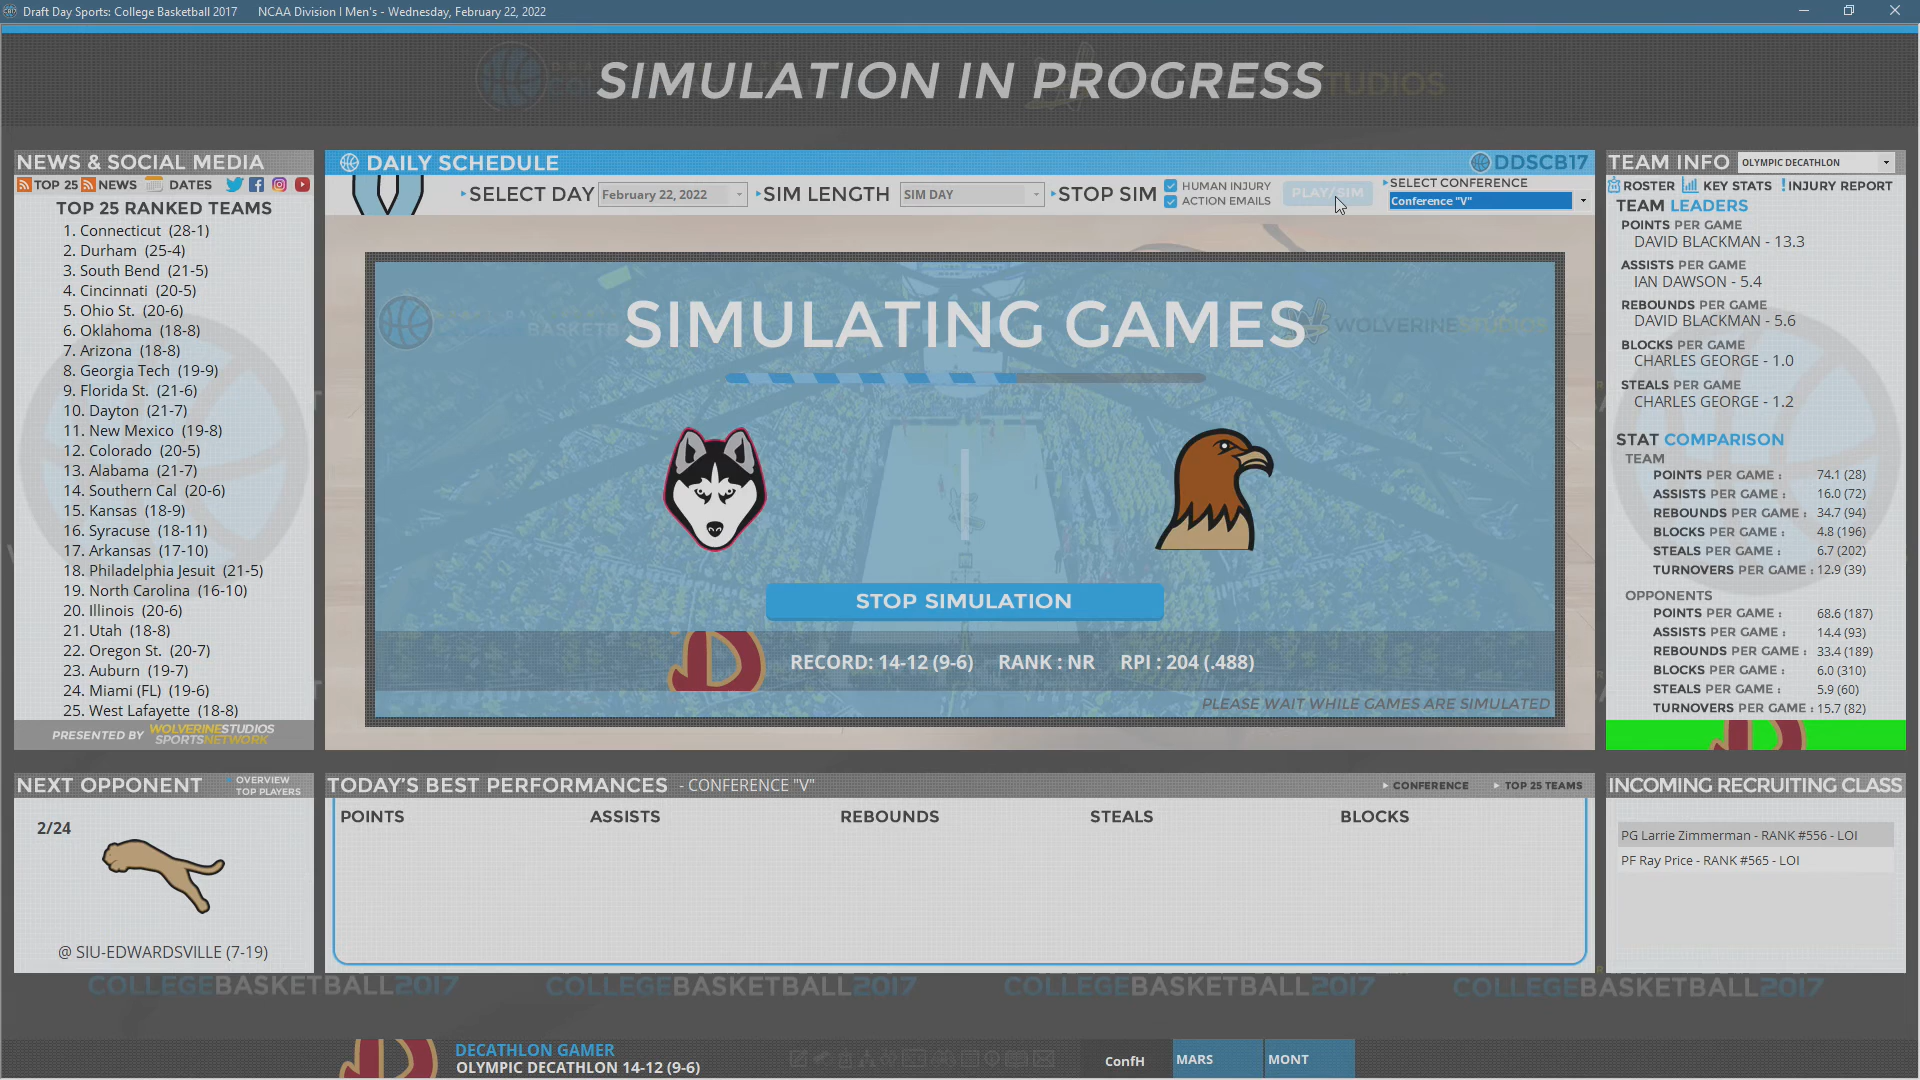 Draft Day Sports: College Basketball 2017 NCAA Division I Men's - Wednesday, February 22, 2022
SIMULATION IN PROGRESS
NEWS & SOCIAL MEDIA
TOP 25 NEWS DATES
TOP 25 RANKED TEAMS
1. Connecticut (28-1)
2. Durham (25-4)
3. South Bend (21-5)
4. Cincinnati (20-5)
5. Ohio St. (20-6)
6. Oklahoma (18-8)
7. Arizona (18-8)
8. Georgia Tech (19-9)
9. Florida St. (21-6)
10. Dayton (21-7)
11. New Mexico (19-8)
12. Colorado (20-5)
13. Alabama (21-7)
14. Southern Cal (20-6)
15. Kansas (18-9)
16. Syracuse (18-11)
17. Arkansas (17-10)
18. Philadelphia Jesuit (21-5)
19. North Carolina (16-10)
20. Illinois (20-6)
21. Utah (18-8)
22. Oregon St. (20-7)
23. Auburn (19-7)
24. Miami (FL) (19-6)
25. West Lafayette (18-8)
PRESENTED BY WOLVERINESTUDIOS
SPORTSNETWORK
DAILY SCHEDULE
DDSCB17
SELECT DAY February 22, 2022 SIM LENGTH SIM DAY STOP SIM
HUMAN INJURY
ACTION EMAILS
PLAY/SIM
SELECT CONFERENCE
Conference "V"
SIMULATING GAMES
WOLVERINESTUDIOS
STOP SIMULATION
RECORD: 14-12 (9-6) RANK : NR RPI : 204 (.488)
PLEASE WAIT WHILE GAMES ARE SIMULATED
TEAM INFO OLYMPIC DECATHLON
ROSTER KEY STATS INJURY REPORT
TEAM LEADERS
POINTS PER GAME
DAVID BLACKMAN - 13.3
ASSISTS PER GAME
IAN DAWSON - 5.4
REBOUNDS PER GAME
DAVID BLACKMAN - 5.6
BLOCKS PER GAME
CHARLES GEORGE - 1.0
STEALS PER GAME
CHARLES GEORGE - 1.2
STAT COMPARISON
TEAM
POINTS PER GAME : 74.1 (28)
ASSISTS PER GAME : 16.0 (72)
REBOUNDS PER GAME : 34.7 (94)
BLOCKS PER GAME : 4.8 (196)
STEALS PER GAME : 6.7 (202)
TURNOVERS PER GAME : 12.9 (39)
OPPONENTS
POINTS PER GAME : 68.6 (187)
ASSISTS PER GAME : 14.4 (93)
REBOUNDS PER GAME : 33.4 (189)
BLOCKS PER GAME : 6.0 (310)
STEALS PER GAME : 5.9 (60)
TURNOVERS PER GAME : 15.7 (82)
NEXT OPPONENT
OVERVIEW
TOP PLAYERS
2/24
@ SIU-EDWARDSVILLE (7-19)
TODAY'S BEST PERFORMANCES - CONFERENCE "V"
CONFERENCE TOP 25 TEAMS
POINTS ASSISTS REBOUNDS STEALS BLOCKS
INCOMING RECRUITING CLASS
PG Larrie Zimmerman - RANK #556 - LOI
PF Ray Price - RANK #565 - LOI
COLLEGEBASKETBALL2017 COLLEGEBASKETBALL2017 COLLEGEBASKETBALL2017 COLLEGEBASKETBALL2017
DECATHLON GAMER
OLYMPIC DECATHLON 14-12 (9-6)
ConfH MARS MONT